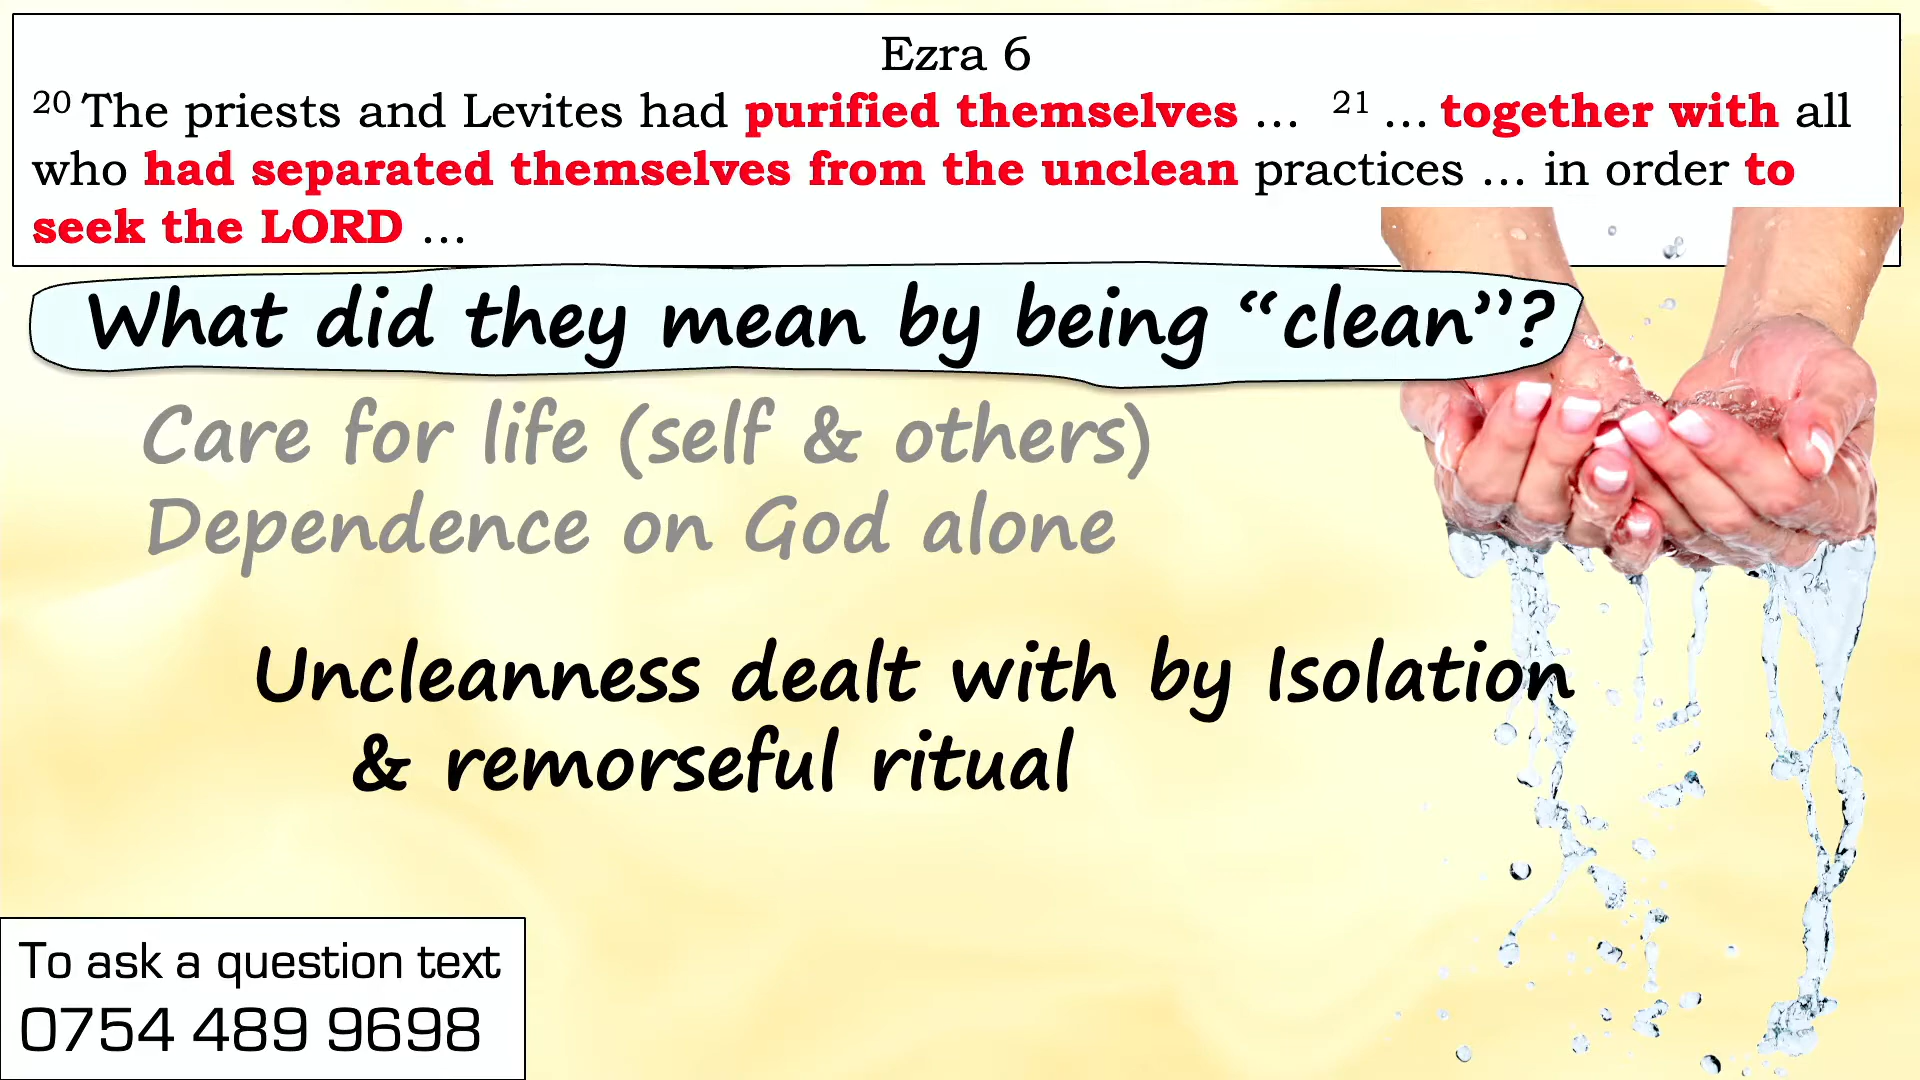 Ezra 6
20 The priests and Levites had purified themselves … 21 … together with all
who had separated themselves from the unclean practices … in order to
seek the LORD …
What did they mean by being “clean”?
Care for life (self & others)
Dependence on God alone
Uncleanness dealt with by Isolation
& remorseful ritual
To ask a question text
0754 489 9698